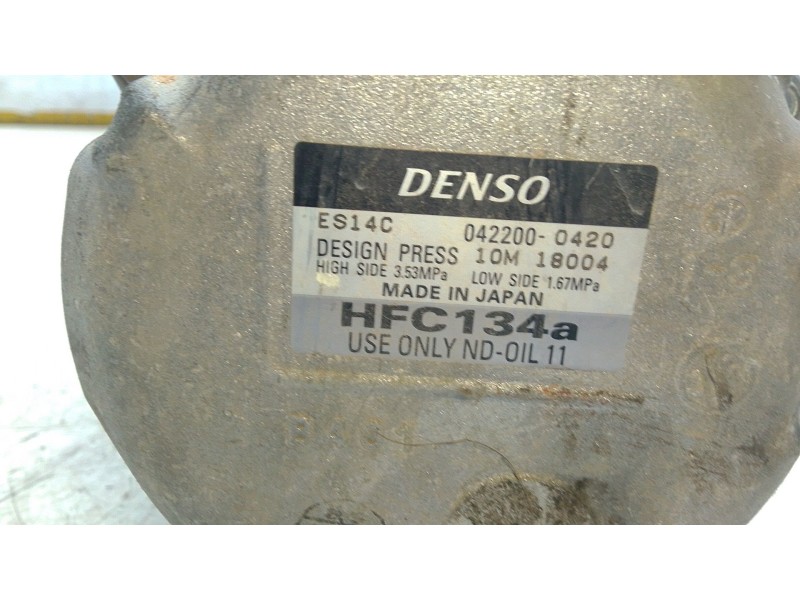 DENSO
ES14C 042200- 0420
DESIGN PRESS 10M 18004
HIGH SIDE 3.53MPa LOW SIDE 1.67MPa
MADE IN JAPAN
HFC134a
USE ONLY ND-OIL 11